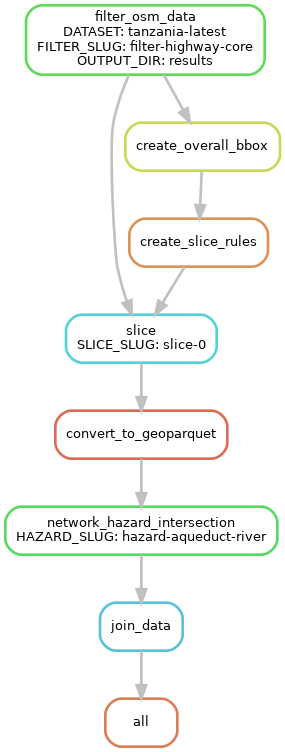 filter_osm_data
DATASET: tanzania-latest
FILTER_SLUG: filter-highway-core
OUTPUT_DIR: results
create_overall_bbox
create_slice_rules
slice
SLICE_SLUG: slice-0
convert_to_geoparquet
network_hazard_intersection
HAZARD_SLUG: hazard-aqueduct-river
join_data
all